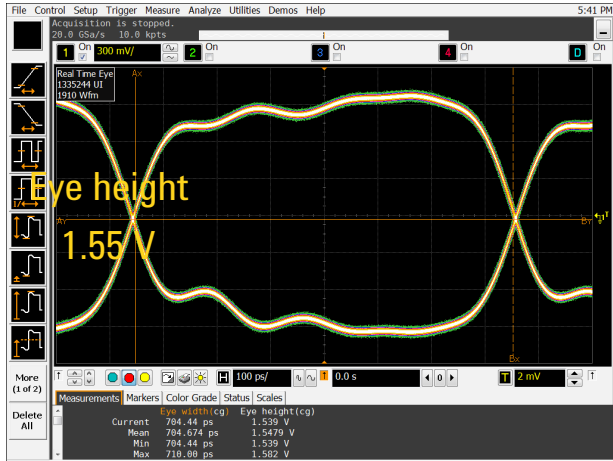 File Control Setup Trigger Measure Analyze Utilities Demos Help 5:41 PM
Acquisition is stopped.
20.0 GSa/s 10.0 kpts
1 On 300 mV/ 2 On 3 On 4 On D On
Real Time Eye
1335244 UI
1910 Wfm
AX
Eye height
1.55 V
AY
BY
BX
More
(1 of 2)
Delete
All
H 100 ps/ 0.0 s 0 T 2 mV
Measurements Markers Color Grade Status Scales
Eye width(cg) Eye height(cg)
Current 704.44 ps 1.539 V
Mean 704.674 ps 1.5479 V
Min 704.44 ps 1.539 V
Max 710.00 ps 1.582 V